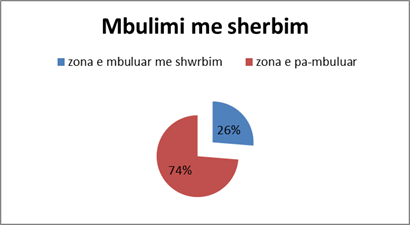 Mbulimi me sherbim
zona e mbuluar me shwrbim zona e pa-mbuluar
26%
74%